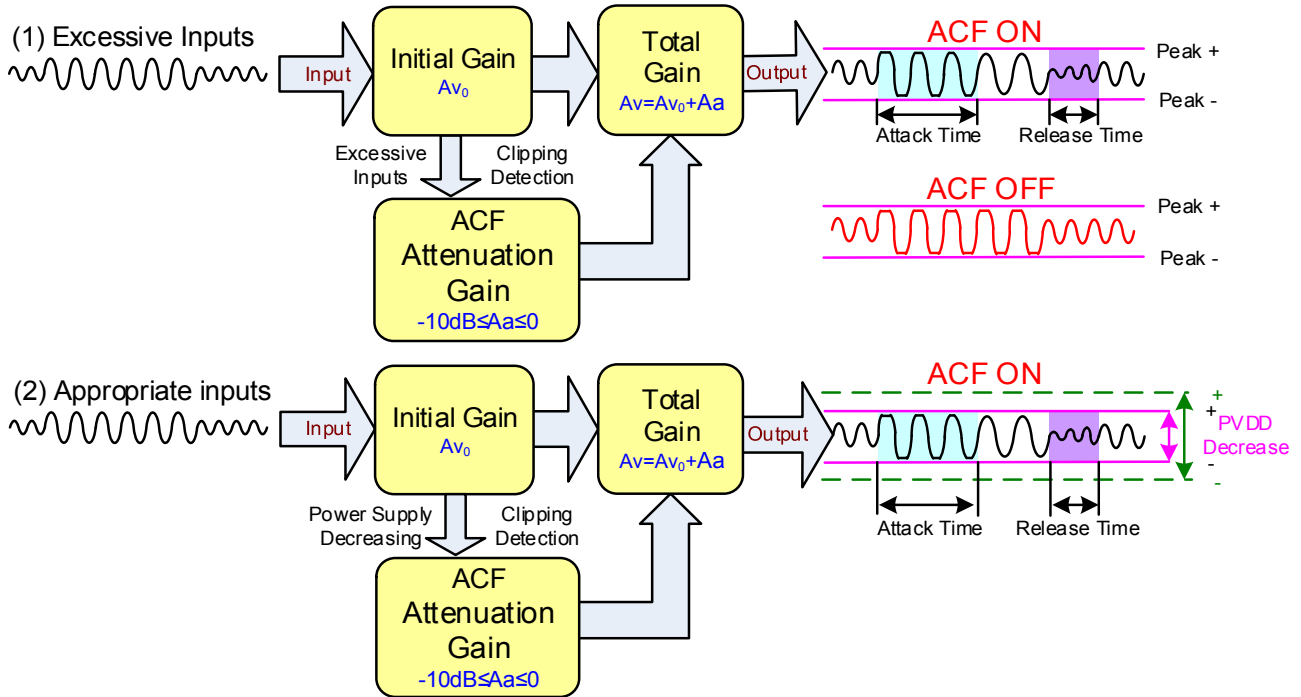 (1) Excessive Inputs
Input
Initial Gain
Av0
Total
Gain
Av=Av0+Aa
Output
ACF ON
Peak +
Peak -
Attack Time
Release Time
Excessive
Inputs
Clipping
Detection
ACF
Attenuation
Gain
-10dB≤Aa≤0
ACF OFF
Peak +
Peak -
(2) Appropriate inputs
Input
Initial Gain
Av0
Total
Gain
Av=Av0+Aa
Output
ACF ON
+
+
PVDD
Decrease
-
-
Attack Time
Release Time
Power Supply
Decreasing
Clipping
Detection
ACF
Attenuation
Gain
-10dB≤Aa≤0